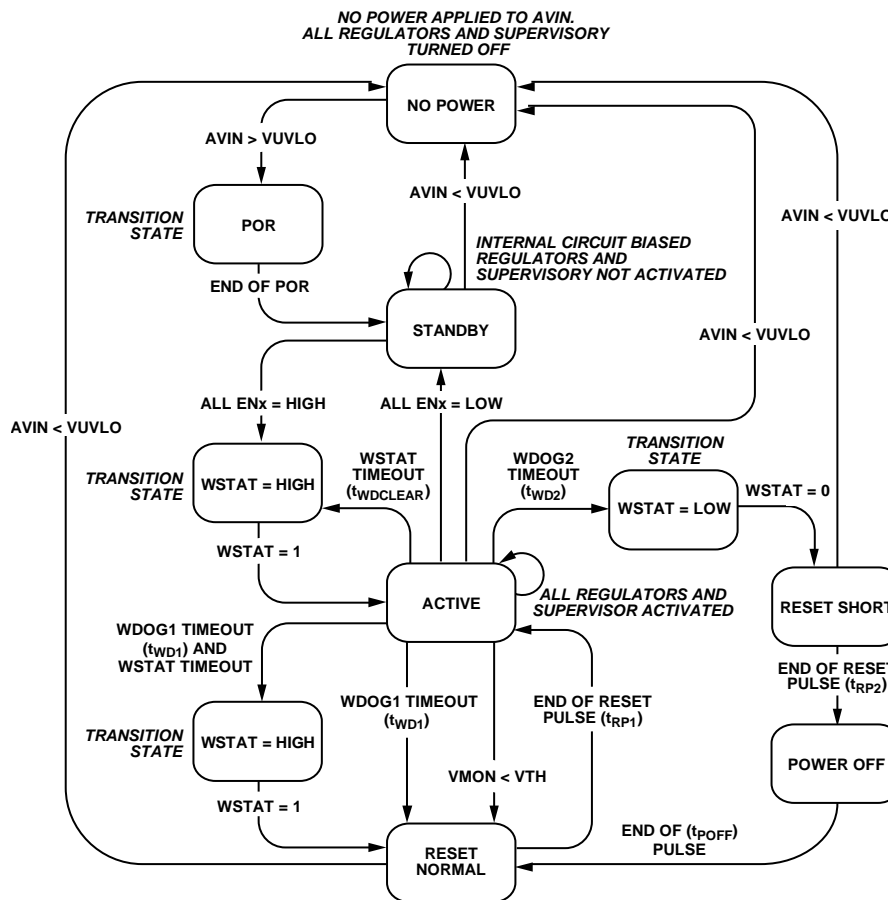 NO POWER APPLIED TO AVIN.
ALL REGULATORS AND SUPERVISORY
TURNED OFF
NO POWER
AVIN > VUVLO
AVIN < VUVLO
AVIN < VUVLO
TRANSITION
STATE
POR
INTERNAL CIRCUIT BIASED
REGULATORS AND
SUPERVISORY NOT ACTIVATED
END OF POR
STANDBY
AVIN < VUVLO
ALL ENx = HIGH
ALL ENx = LOW
AVIN < VUVLO
WSTAT
TIMEOUT
(tWDCLEAR)
WDOG2
TIMEOUT
(tWD2)
TRANSITION
STATE
TRANSITION
STATE
WSTAT = HIGH
WSTAT = LOW
WSTAT = 0
WSTAT = 1
ACTIVE
ALL REGULATORS AND
SUPERVISOR ACTIVATED
RESET SHORT
WDOG1 TIMEOUT
(tWD1) AND
WSTAT TIMEOUT
WDOG1 TIMEOUT
(tWD1)
END OF RESET
PULSE (tRP1)
END OF RESET
PULSE (tRP2)
TRANSITION
STATE
WSTAT = HIGH
POWER OFF
VMON < VTH
WSTAT = 1
END OF (tPOFF)
PULSE
RESET
NORMAL